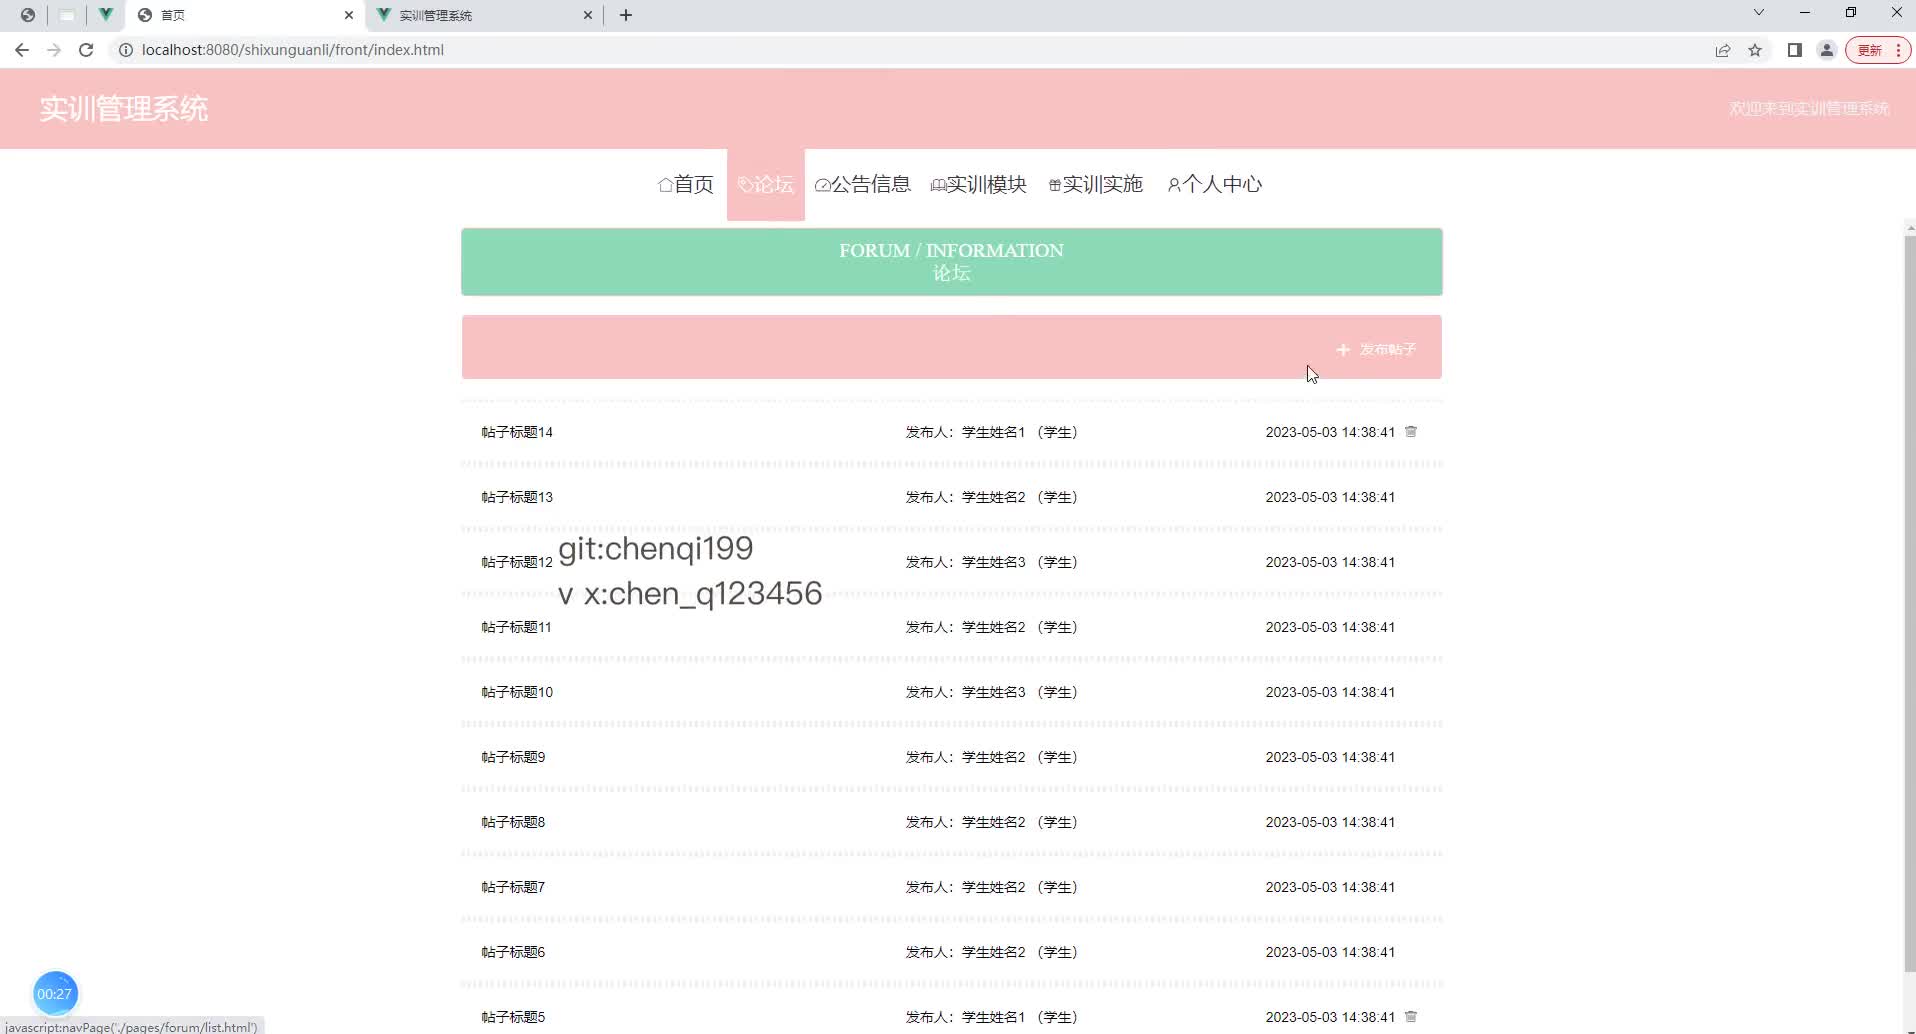 首页
实训管理系统
localhost:8080/shixunguanli/front/index.html
更新
实训管理系统
欢迎来到实训管理系统
首页
论坛
公告信息
实训模块
实训实施
个人中心
FORUM / INFORMATION
论坛
发布帖子
帖子标题14 发布人：学生姓名1 （学生） 2023-05-03 14:38:41
帖子标题13 发布人：学生姓名2 （学生） 2023-05-03 14:38:41
git:chenqi199
帖子标题12 发布人：学生姓名3 （学生） 2023-05-03 14:38:41
v x:chen_q123456
帖子标题11 发布人：学生姓名2 （学生） 2023-05-03 14:38:41
帖子标题10 发布人：学生姓名3 （学生） 2023-05-03 14:38:41
帖子标题9 发布人：学生姓名2 （学生） 2023-05-03 14:38:41
帖子标题8 发布人：学生姓名2 （学生） 2023-05-03 14:38:41
帖子标题7 发布人：学生姓名2 （学生） 2023-05-03 14:38:41
帖子标题6 发布人：学生姓名2 （学生） 2023-05-03 14:38:41
00:27
帖子标题5 发布人：学生姓名1 （学生） 2023-05-03 14:38:41
javascript:navPage('./pages/forum/list.html')